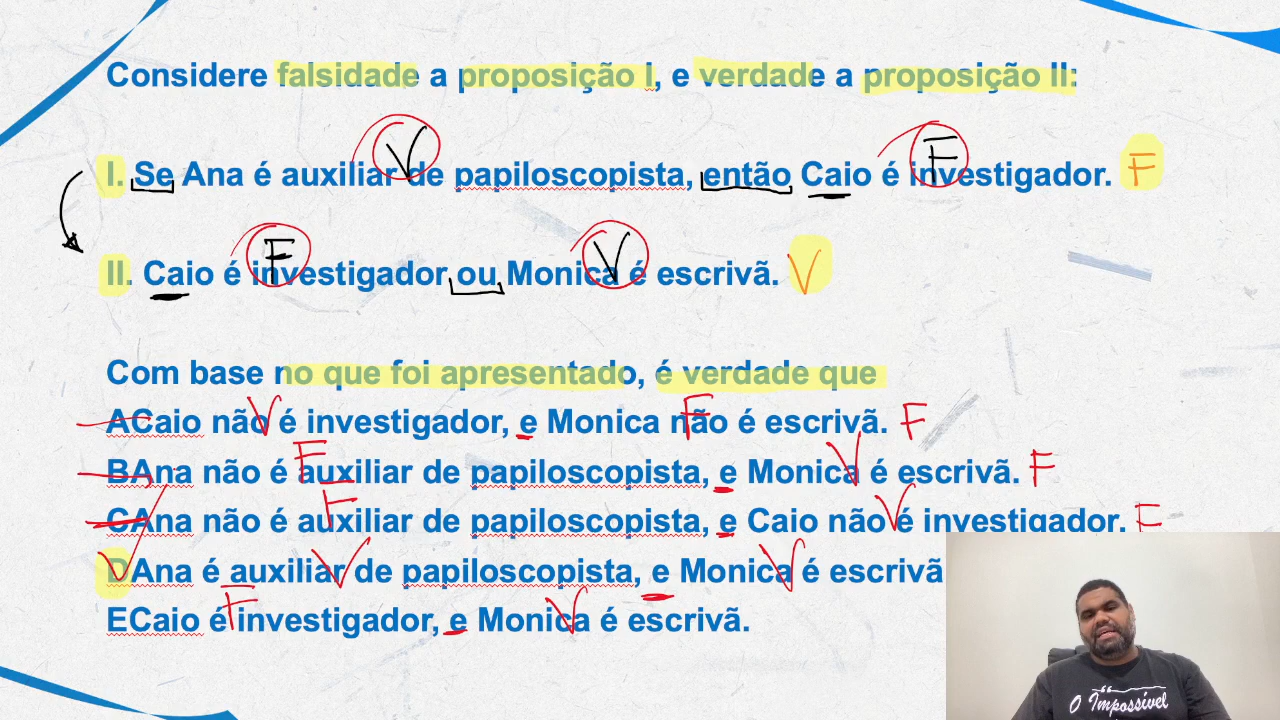 Considere falsidade a proposição I, e verdade a proposição II:
V F
I. Se Ana é auxiliar de papiloscopista, então Caio é investigador. F
F V
II. Caio é investigador ou Monica é escrivã. V
Com base no que foi apresentado, é verdade que
V F
ACaio não é investigador, e Monica não é escrivã. F
F V
BAna não é auxiliar de papiloscopista, e Monica é escrivã. F
F V
CAna não é auxiliar de papiloscopista, e Caio não é investigador. F
V V
DAna é auxiliar de papiloscopista, e Monica é escrivã
F V
ECaio é investigador, e Monica é escrivã.
O Impossível